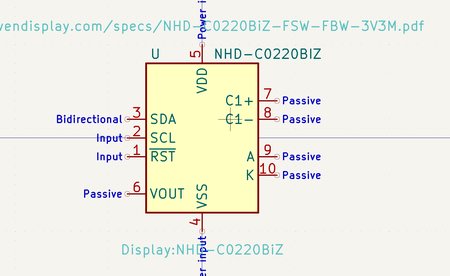 vendisplay.com/specs/NHD-C0220BiZ-FSW-FBW-3V3M.pdf
Power i
5
U
NHD-C0220BIZ
VDD
C1+
7
Passive
Bidirectional
3
SDA
C1-
8
Passive
Input
2
SCL
Input
1
RST
A
9
Passive
K
10
Passive
Passive
6
VOUT
VSS
4
Display:NHD-C0220BiZ
er input